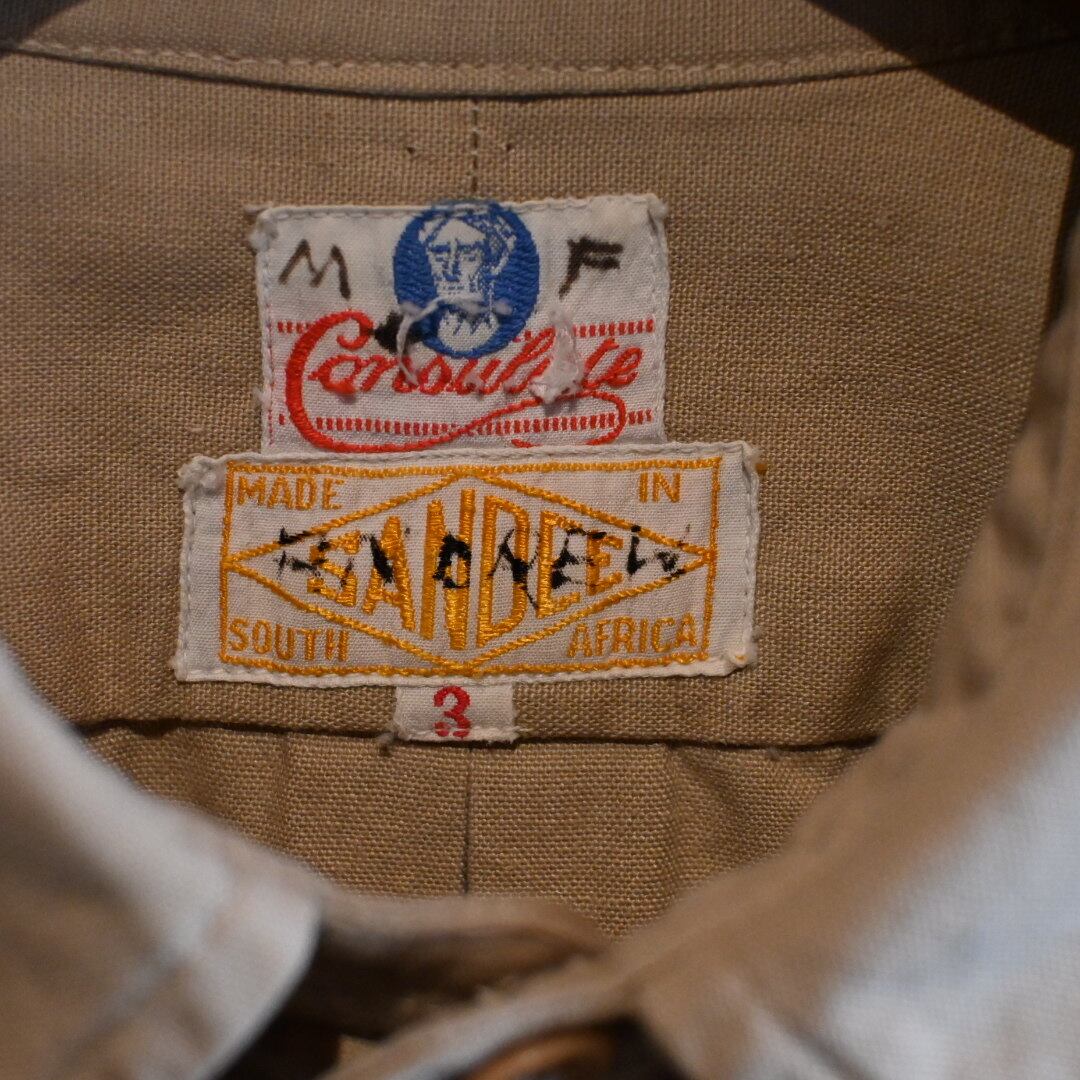 M F
Consulate
MADE IN
SANDEE
SOUTH AFRICA
3